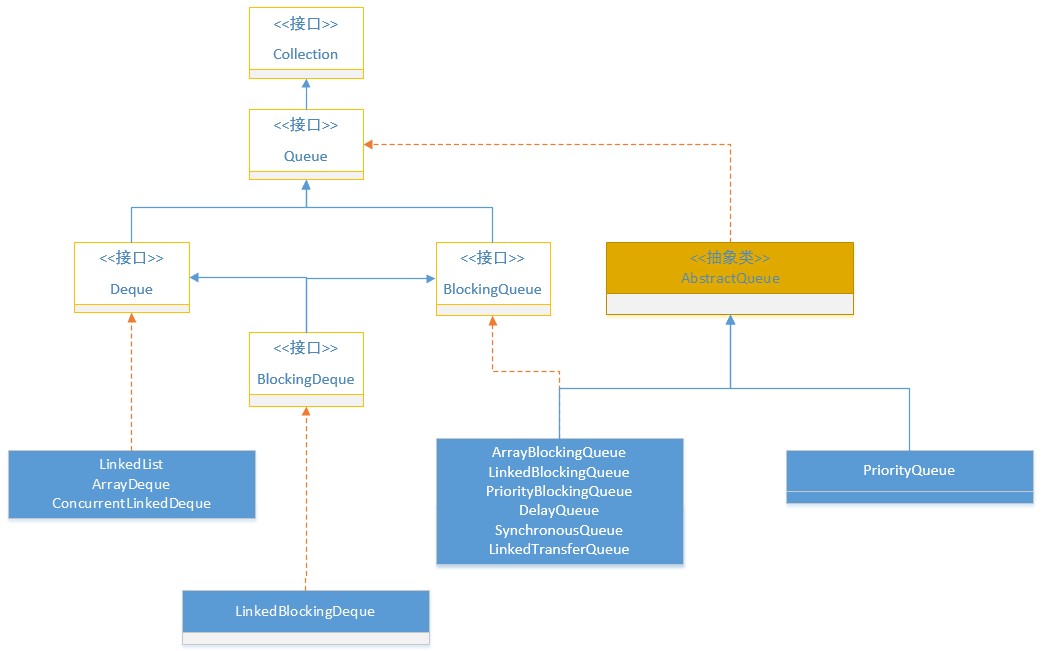 <<接口>>
Collection
<<接口>>
Queue
<<接口>>
Deque
<<接口>>
BlockingQueue
<<抽象类>>
AbstractQueue
<<接口>>
BlockingDeque
LinkedList
ArrayDeque
ConcurrentLinkedDeque
ArrayBlockingQueue
LinkedBlockingQueue
PriorityBlockingQueue
DelayQueue
SynchronousQueue
LinkedTransferQueue
PriorityQueue
LinkedBlockingDeque